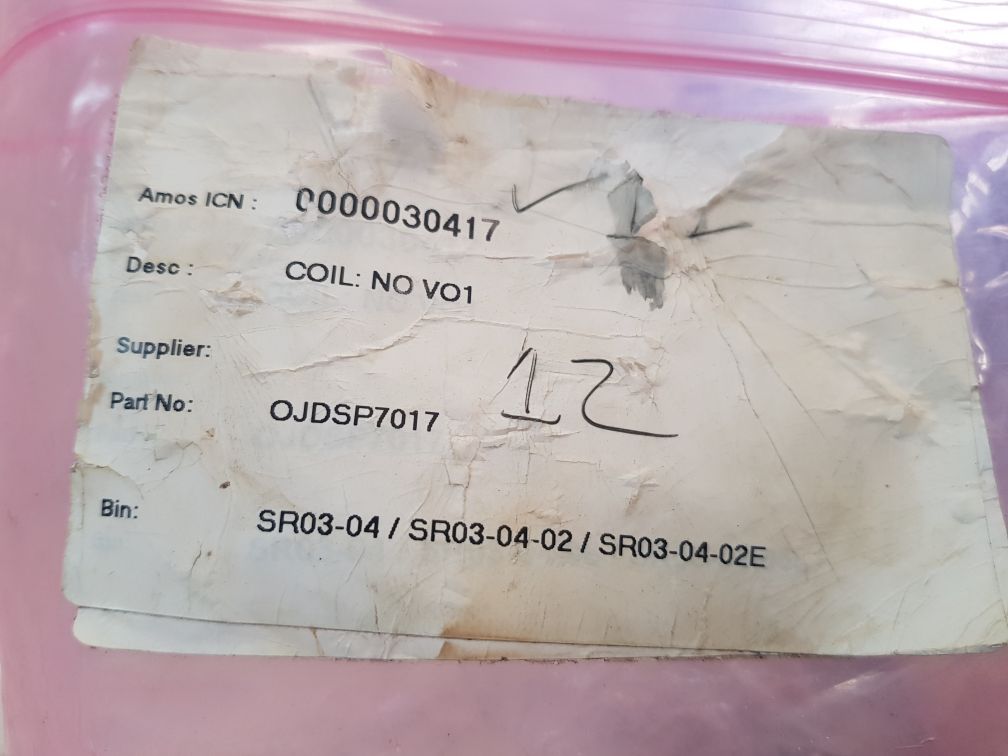 Amos ICN : 0000030417
Desc : COIL: NO VO1
Supplier:
12
Part No: OJDSP7017
Bin: SR03-04 / SR03-04-02 / SR03-04-02E